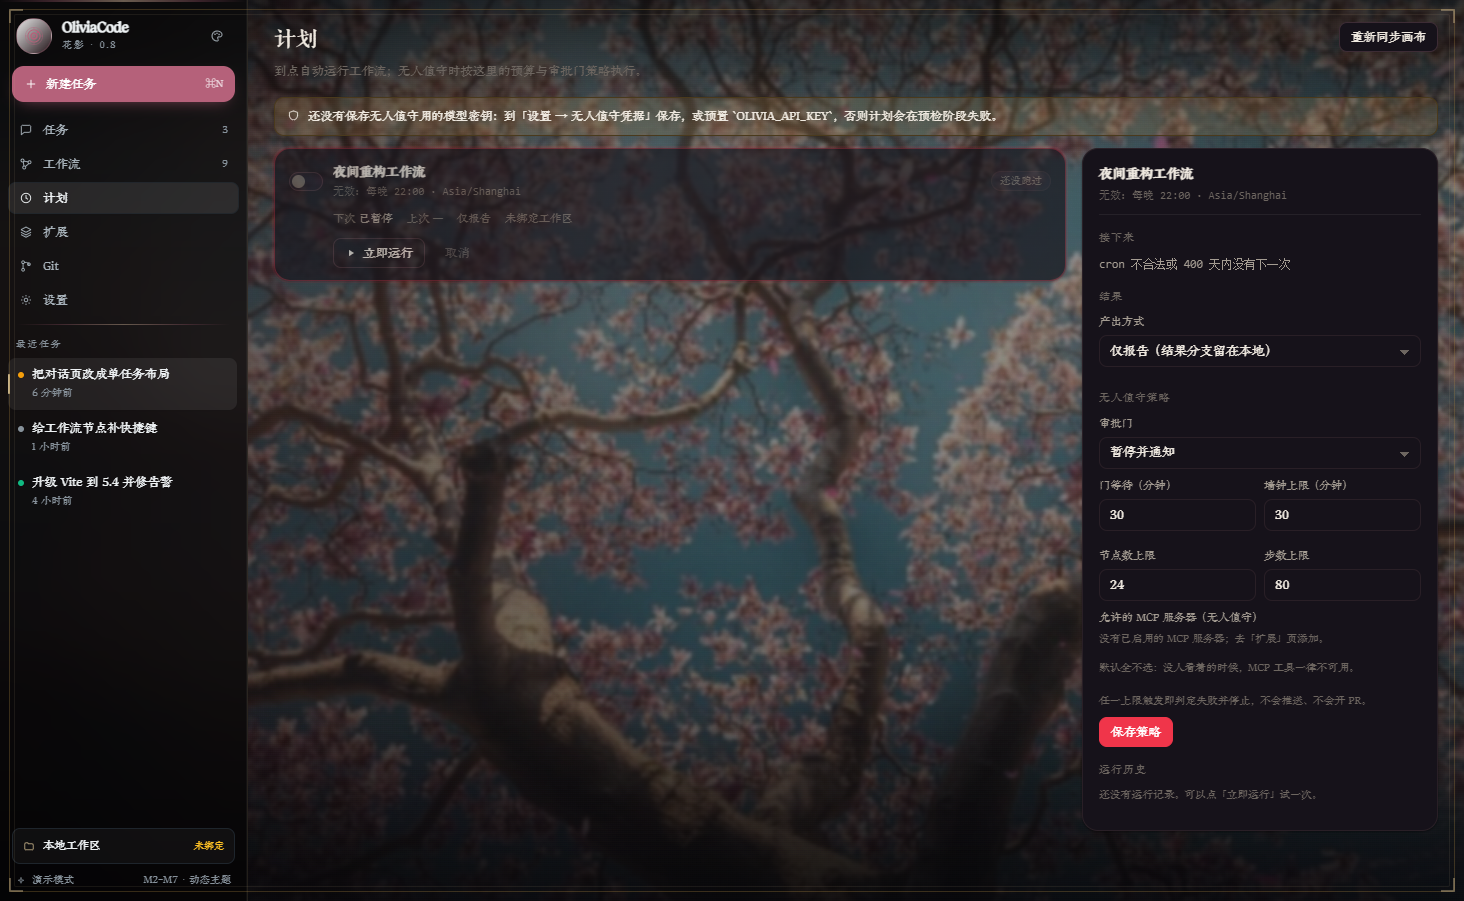 OliviaCode
花影 · 0.8
新建任务
⌘N
任务
3
工作流
9
计划
扩展
Git
设置
最近任务
把对话页改成单任务布局
6 分钟前
给工作流节点补快捷键
1 小时前
升级 Vite 到 5.4 并修告警
4 小时前
本地工作区
未绑定
演示模式
M2–M7 · 动态主题
计划
到点自动运行工作流；无人值守时按这里的预算与审批门策略执行。
重新同步画布
还没有保存无人值守用的模型密钥：到「设置 → 无人值守凭据」保存，或预置 `OLIVIA_API_KEY`，否则计划会在预检阶段失败。
夜间重构工作流
无效：每晚 22:00 · Asia/Shanghai
还没跑过
下次 已暂停 上次 — 仅报告 未绑定工作区
立即运行
取消
夜间重构工作流
无效：每晚 22:00 · Asia/Shanghai
接下来
cron 不合法或 400 天内没有下一次
结果
产出方式
仅报告（结果分支留在本地）
无人值守策略
审批门
暂停并通知
门等待（分钟）
墙钟上限（分钟）
30
30
节点数上限
步数上限
24
80
允许的 MCP 服务器（无人值守）
没有已启用的 MCP 服务器；去「扩展」页添加。
默认全不选：没人看着的时候，MCP 工具一律不可用。
任一上限触发即判定失败并停止，不会推送、不会开 PR。
保存策略
运行历史
还没有运行记录。可以点「立即运行」试一次。